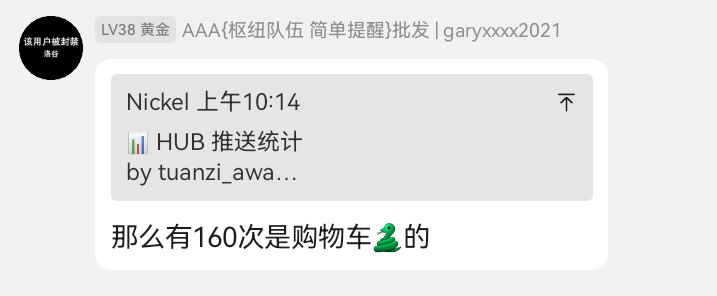 该用户被封禁
洛谷
LV38 黄金 AAA{枢纽队伍 简单提醒}批发 | garyxxxx2021
Nickel 上午10:14
📊 HUB 推送统计
by tuanzi_awa…
那么有160次是购物车🐍的